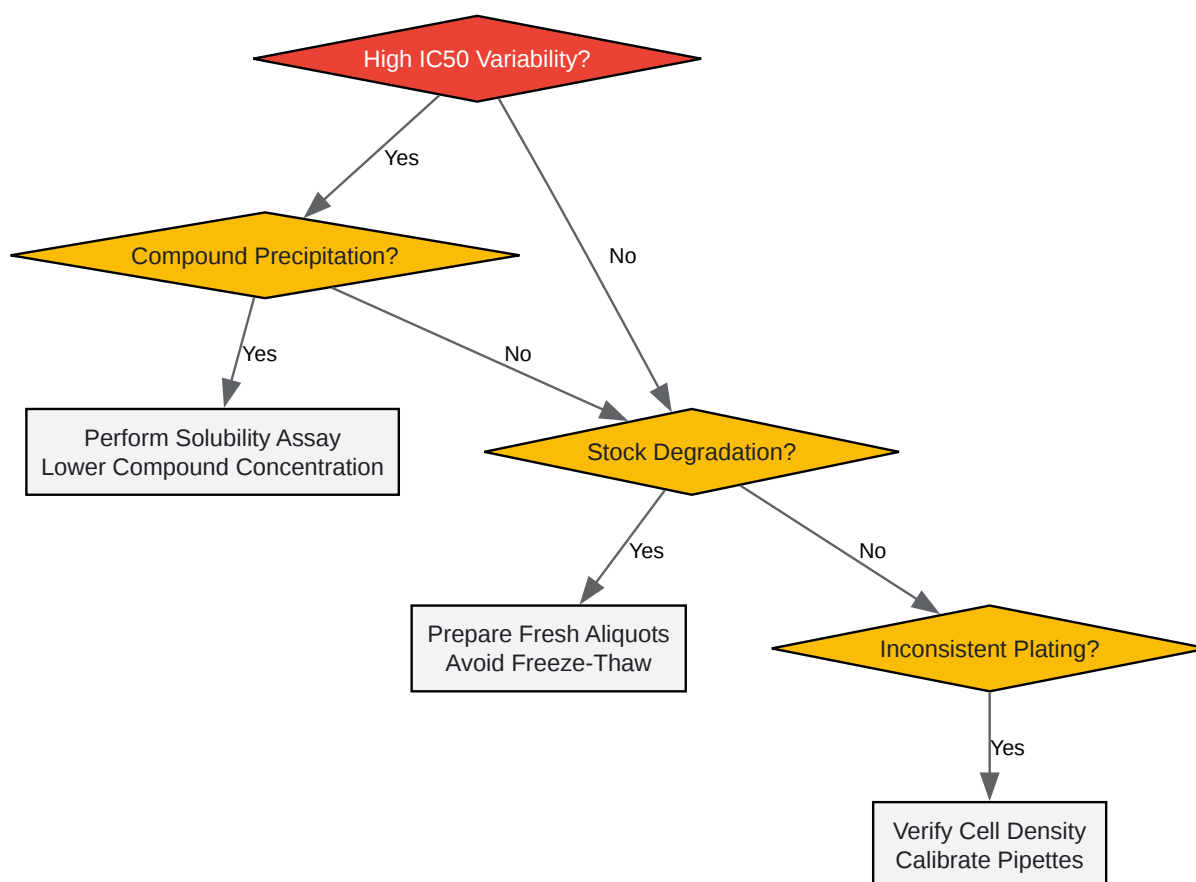 High IC50 Variability?
Yes
No
Compound Precipitation?
Yes
No
Perform Solubility Assay
Lower Compound Concentration
Stock Degradation?
Yes
No
Prepare Fresh Aliquots
Avoid Freeze-Thaw
Inconsistent Plating?
Yes
Verify Cell Density
Calibrate Pipettes